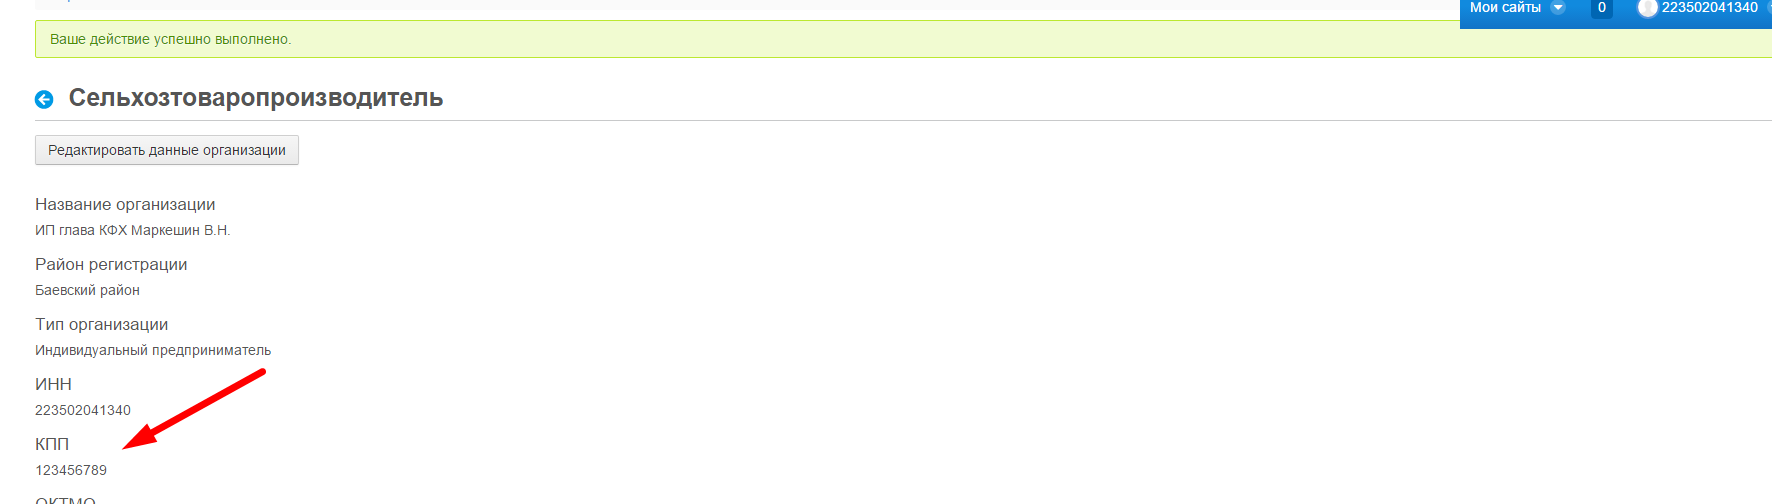 Мои сайты 0 223502041340
Ваше действие успешно выполнено.
Сельхозтоваропроизводитель
Редактировать данные организации
Название организации
ИП глава КФХ Маркешин В.Н.
Район регистрации
Баевский район
Тип организации
Индивидуальный предприниматель
ИНН
223502041340
КПП
123456789
ОКТМО